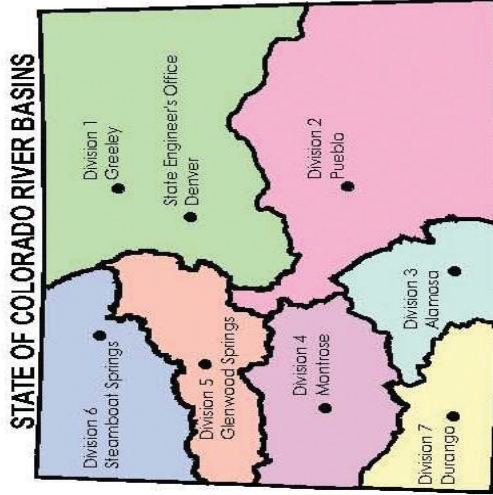 STATE OF COLORADO RIVER BASINS
Division 6
Steamboat Springs
Division 1
Greeley
State Engineer's Office
Denver
Division 5
Glenwood Springs
Division 4
Montrose
Division 2
Pueblo
Division 3
Alamosa
Division 7
Durango